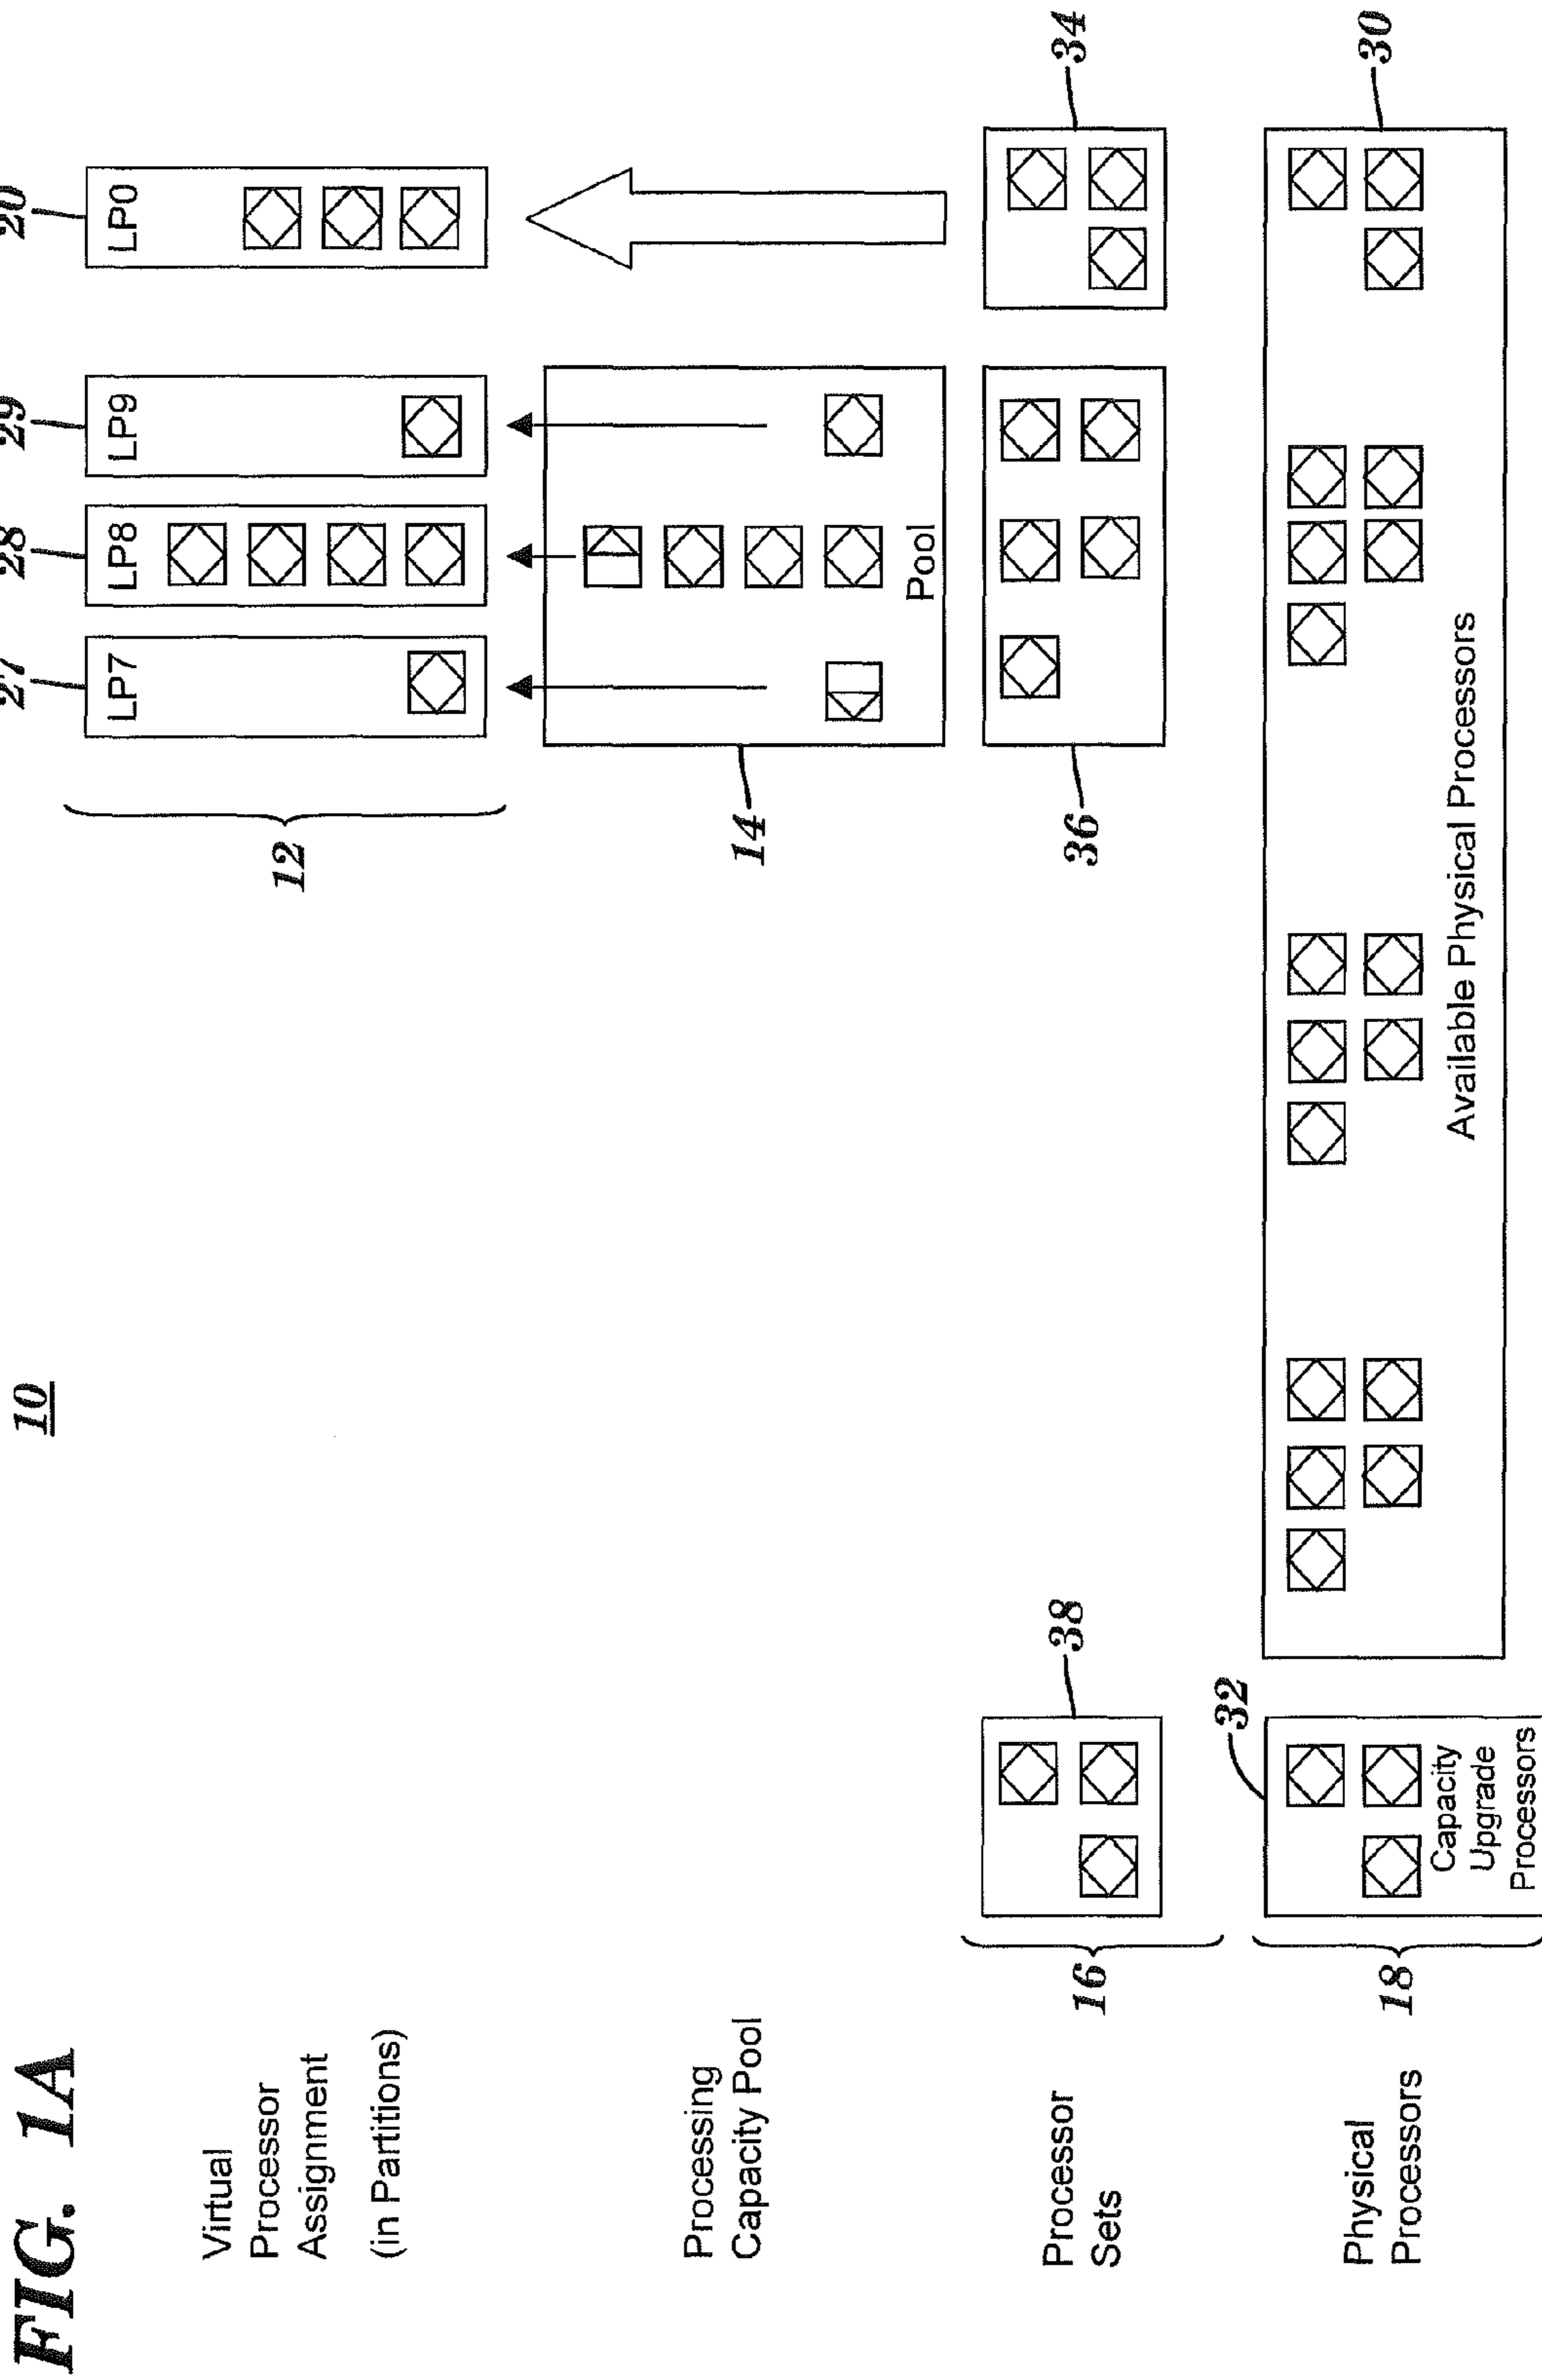 FIG. 1A
10
Virtual
Processor
Assignment
(in Partitions)
12
27
28
29
20
LP7
LP8
LP9
LP0
Processing
Capacity Pool
14
Pool
Processor
Sets
16
38
36
34
Physical
Processors
18
32
Capacity
Upgrade
Processors
Available Physical Processors
30